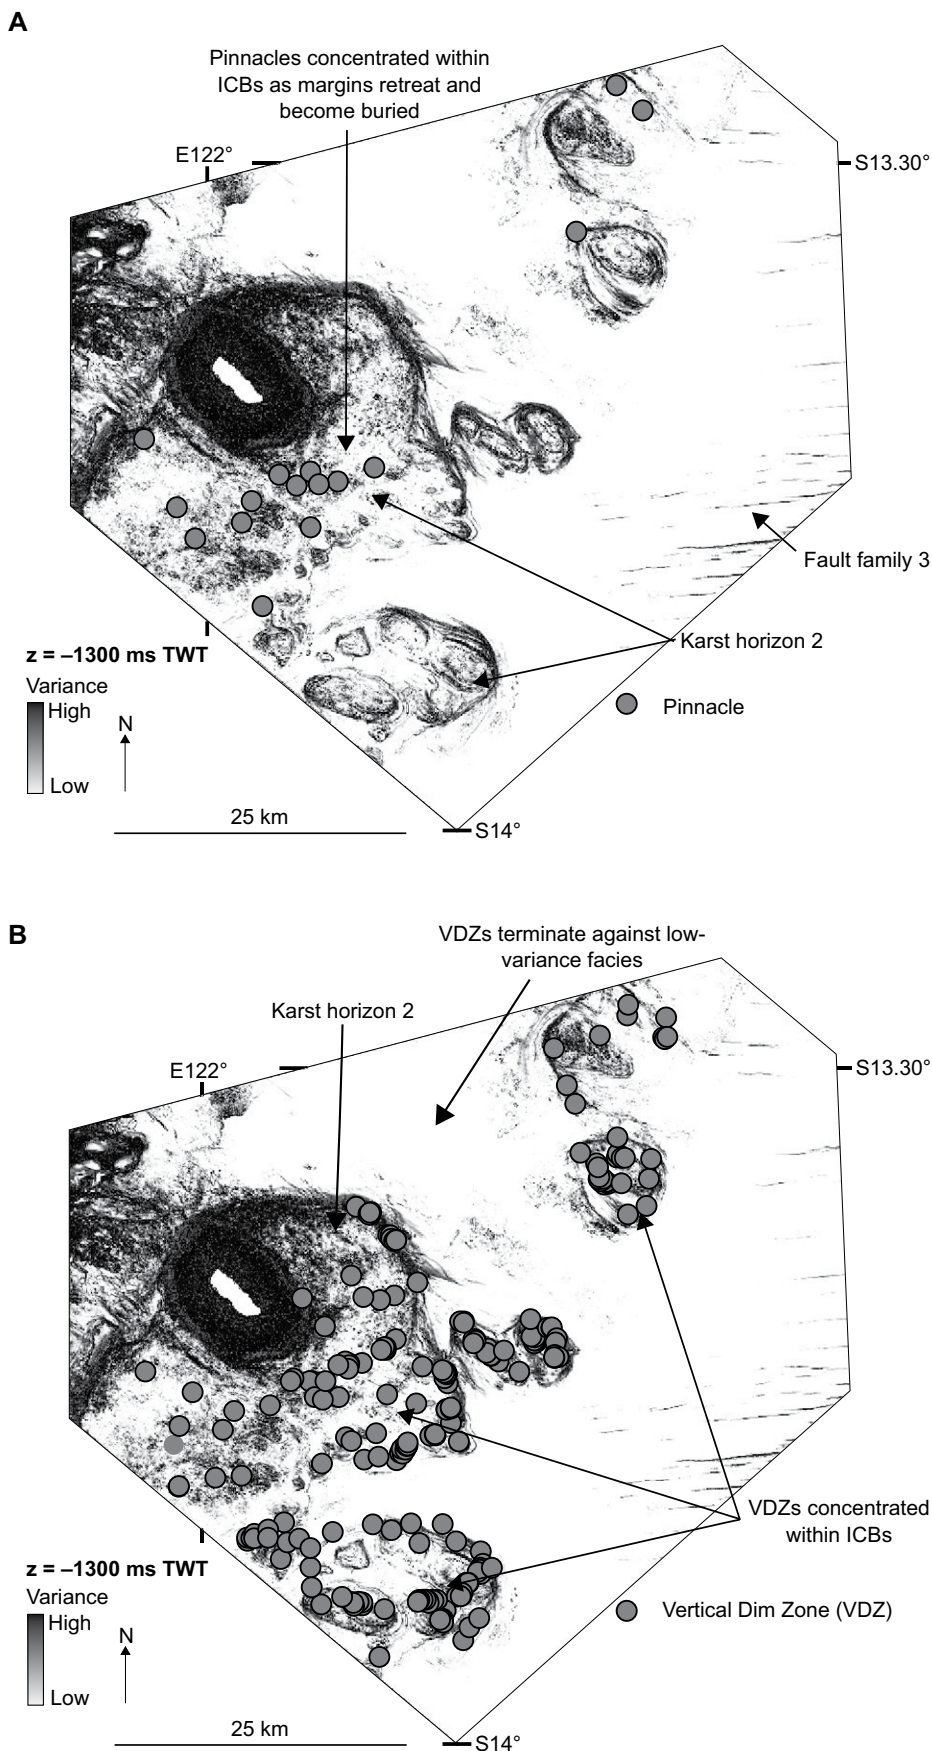 A
Pinnacles concentrated within
ICBs as margins retreat and
become buried
E122°
S13.30°
Fault family 3
Karst horizon 2
z = –1300 ms TWT
Variance
High
Low
N
Pinnacle
25 km
S14°
B
VDZs terminate against low-
variance facies
Karst horizon 2
E122°
S13.30°
VDZs concentrated
within ICBs
z = –1300 ms TWT
Variance
High
Low
N
Vertical Dim Zone (VDZ)
25 km
S14°